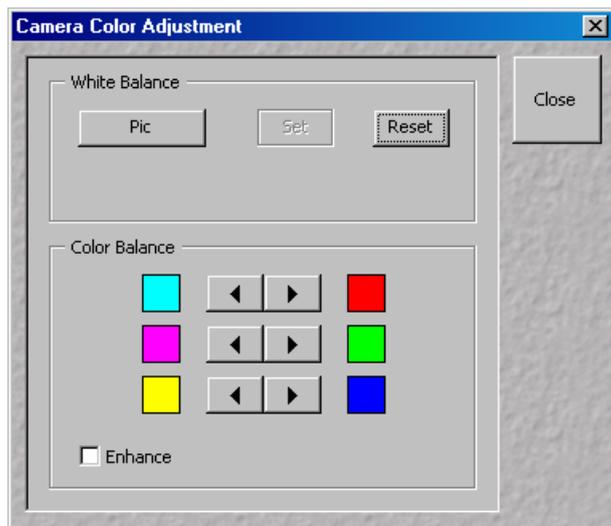 Camera Color Adjustment
White Balance
Pic
Set
Reset
Close
Color Balance
Enhance